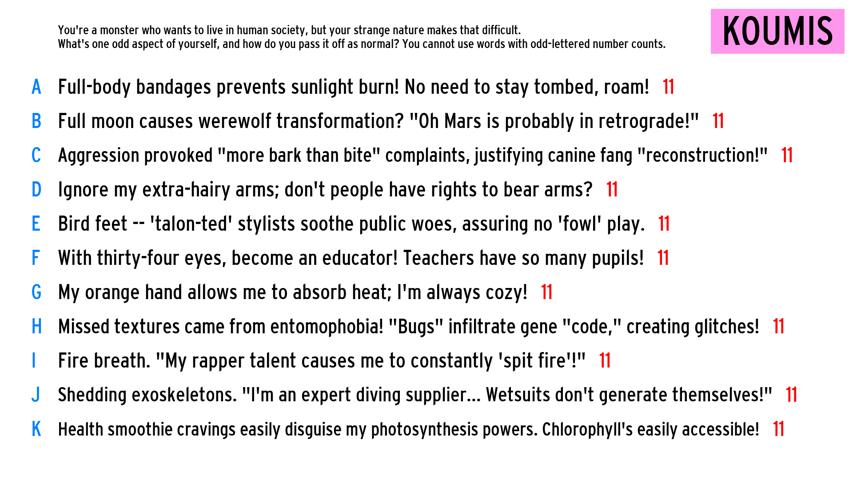 You're a monster who wants to live in human society, but your strange nature makes that difficult.
What's one odd aspect of yourself, and how do you pass it off as normal? You cannot use words with odd-lettered number counts.
KOUMIS
A Full-body bandages prevents sunlight burn! No need to stay tombed, roam! 11
B Full moon causes werewolf transformation? "Oh Mars is probably in retrograde!" 11
C Aggression provoked "more bark than bite" complaints, justifying canine fang "reconstruction!" 11
D Ignore my extra-hairy arms; don't people have rights to bear arms? 11
E Bird feet -- 'talon-ted' stylists soothe public woes, assuring no 'fowl' play. 11
F With thirty-four eyes, become an educator! Teachers have so many pupils! 11
G My orange hand allows me to absorb heat; I'm always cozy! 11
H Missed textures came from entomophobia! "Bugs" infiltrate gene "code," creating glitches! 11
I Fire breath. "My rapper talent causes me to constantly 'spit fire'!" 11
J Shedding exoskeletons. "I'm an expert diving supplier... Wetsuits don't generate themselves!" 11
K Health smoothie cravings easily disguise my photosynthesis powers. Chlorophyll's easily accessible! 11